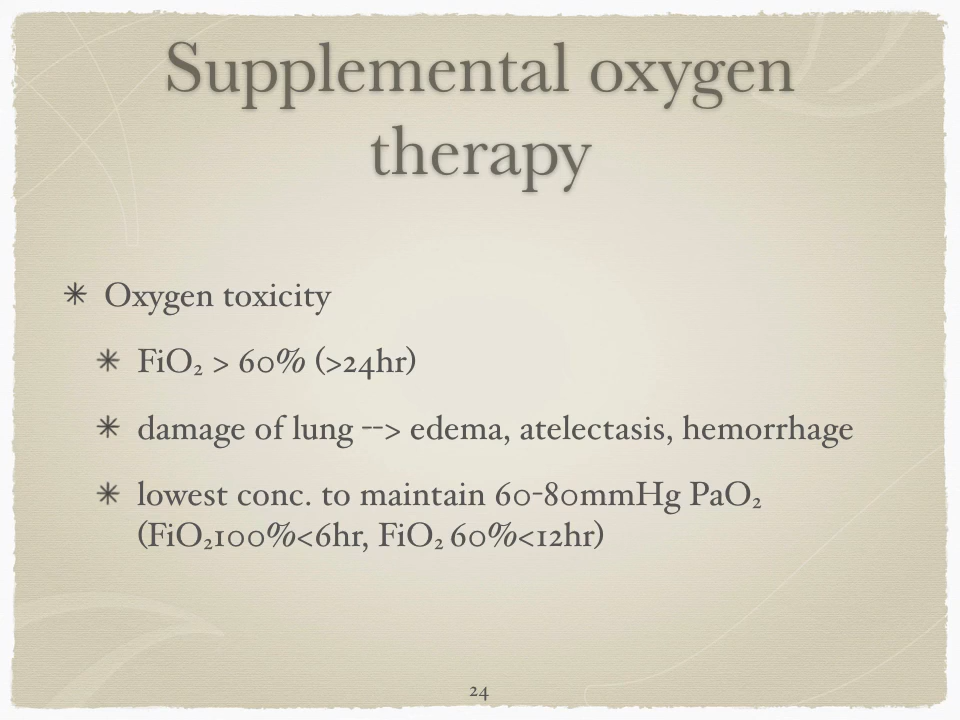 Supplemental oxygen
therapy
✴ Oxygen toxicity
✴ FiO₂ > 60% (>24hr)
✴ damage of lung --> edema, atelectasis, hemorrhage
✴ lowest conc. to maintain 60-80mmHg PaO₂
(FiO₂100%<6hr, FiO₂ 60%<12hr)
24